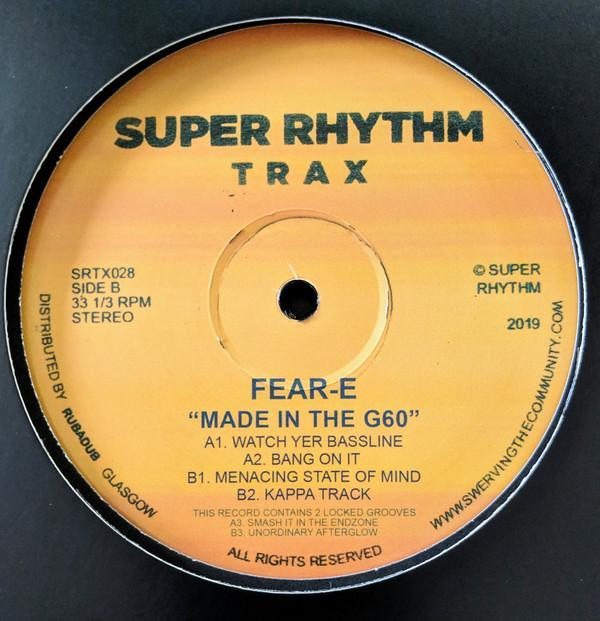 SUPER RHYTHM
TRAX
SRTX028
SIDE B
33 1/3 RPM
STEREO
© SUPER
RHYTHM
2019
FEAR-E
“MADE IN THE G60”
A1. WATCH YER BASSLINE
A2. BANG ON IT
B1. MENACING STATE OF MIND
B2. KAPPA TRACK
THIS RECORD CONTAINS 2 LOCKED GROOVES
A3. SMASH IT IN THE ENDZONE
B3. UNORDINARY AFTERGLOW
DISTRIBUTED BY RUBADUB GLASGOW
ALL RIGHTS RESERVED
WWW.SWERVINGTHECOMMUNITY.COM